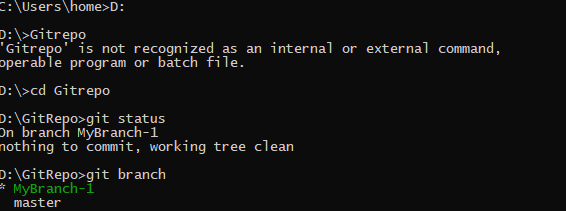 C:\Users\home>D:
D:\>Gitrepo
'Gitrepo' is not recognized as an internal or external command,
operable program or batch file.
D:\>cd Gitrepo
D:\GitRepo>git status
On branch MyBranch-1
nothing to commit, working tree clean
D:\GitRepo>git branch
* MyBranch-1
  master